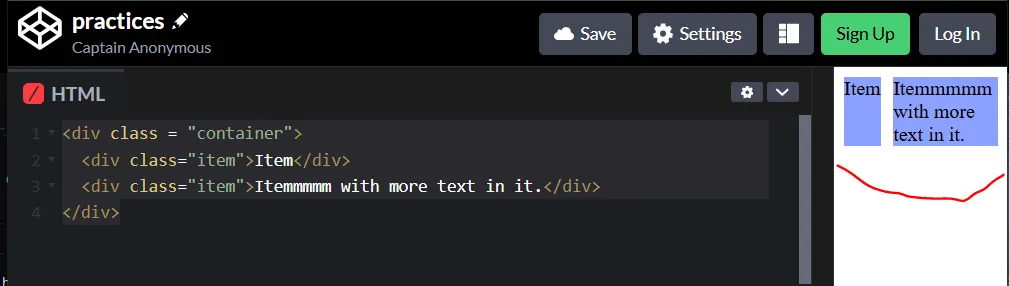 practices
Captain Anonymous
Save
Settings
Sign Up
Log In
/ HTML
1 <div class = "container">
2 <div class="item">Item</div>
3 <div class="item">Itemmmmm with more text in it.</div>
4 </div>
Item
Itemmmmm
with more
text in it.
h